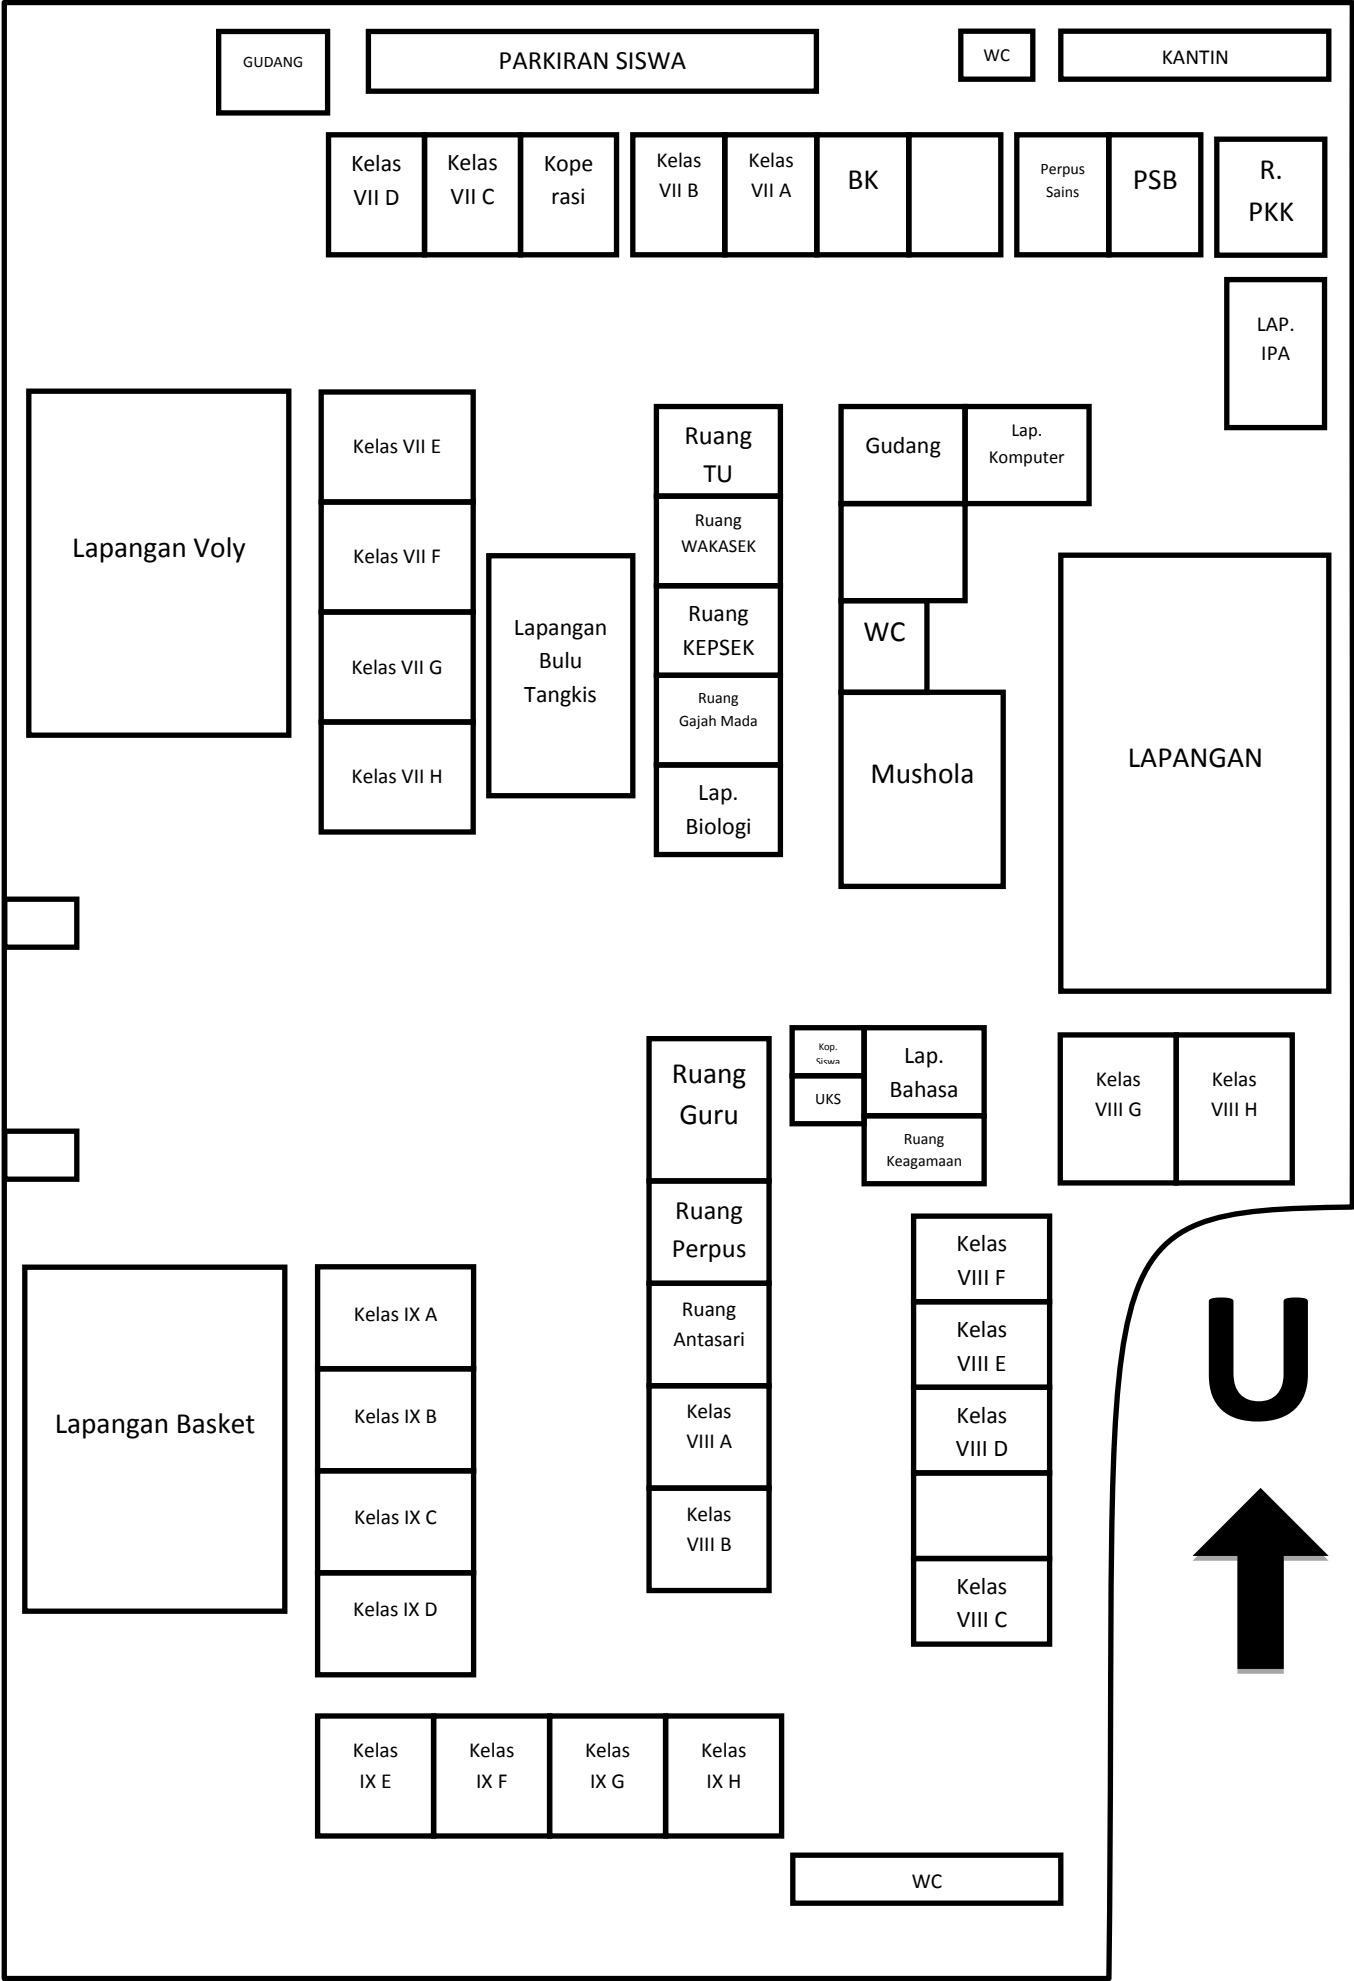 GUDANG
PARKIRAN SISWA
WC
KANTIN
Kelas
VII D
Kelas
VII C
Kope
rasi
Kelas
VII B
Kelas
VII A
BK
Perpus
Sains
PSB
R.
PKK
LAP.
IPA
Lapangan Voly
Kelas VII E
Kelas VII F
Kelas VII G
Kelas VII H
Lapangan
Bulu
Tangkis
Ruang
TU
Ruang
WAKASEK
Ruang
KEPSEK
Ruang
Gajah Mada
Lap.
Biologi
Gudang
Lap.
Komputer
WC
Mushola
LAPANGAN
Ruang
Guru
Ruang
Perpus
Ruang
Antasari
Kelas
VIII A
Kelas
VIII B
Kop.
Siswa
UKS
Lap.
Bahasa
Ruang
Keagamaan
Kelas
VIII G
Kelas
VIII H
Kelas
VIII F
Kelas
VIII E
Kelas
VIII D
Kelas
VIII C
U
Lapangan Basket
Kelas IX A
Kelas IX B
Kelas IX C
Kelas IX D
Kelas
IX E
Kelas
IX F
Kelas
IX G
Kelas
IX H
WC